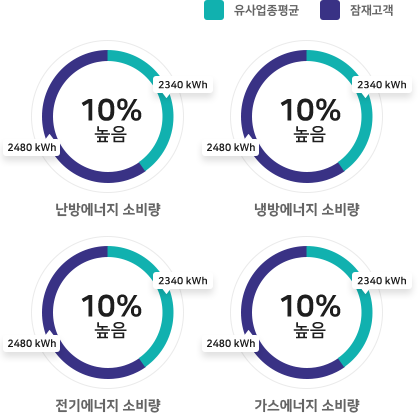 유사업종평균 잠재고객
2340 kWh 2340 kWh
10% 10%
높음 높음
2480 kWh 2480 kWh
난방에너지 소비량 냉방에너지 소비량
2340 kWh 2340 kWh
10% 10%
높음 높음
2480 kWh 2480 kWh
전기에너지 소비량 가스에너지 소비량